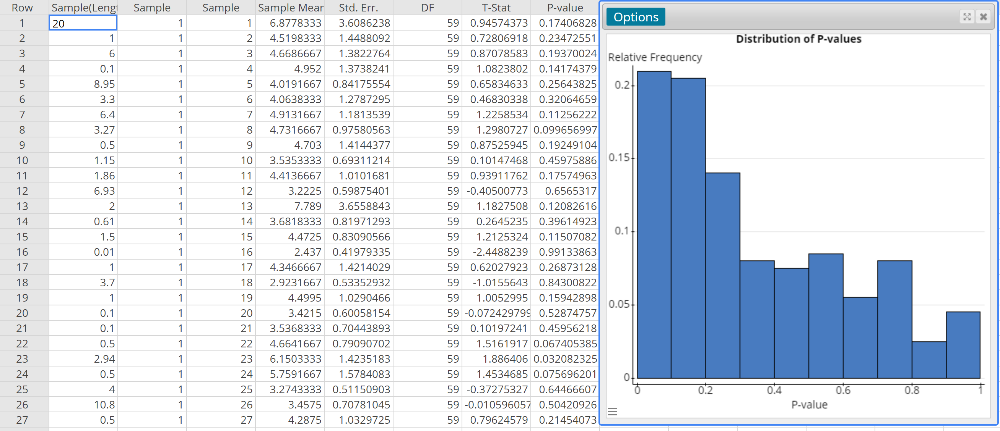 Row Sample(Lengt Sample Sample Sample Mear Std. Err. DF T-Stat P-value
1 20 1 1 6.8778333 3.6086238 59 0.94574373 0.17406828
2 1 1 2 4.5198333 1.4488092 59 0.72806918 0.23472551
3 6 1 3 4.6686667 1.3822764 59 0.87078583 0.19370024
4 0.1 1 4 4.952 1.3738241 59 1.0823802 0.14174379
5 8.95 1 5 4.0191667 0.84175554 59 0.65834633 0.25643825
6 3.3 1 6 4.0638333 1.2787295 59 0.46830338 0.32064659
7 6.4 1 7 4.9131667 1.1813539 59 1.2258534 0.11256222
8 3.27 1 8 4.7316667 0.97580563 59 1.2980727 0.099656997
9 0.5 1 9 4.703 1.4144377 59 0.87525945 0.19249104
10 1.15 1 10 3.5353333 0.69311214 59 0.10147468 0.45975886
11 1.86 1 11 4.4136667 1.0101681 59 0.93911762 0.17574963
12 6.93 1 12 3.2225 0.59875401 59 -0.40500773 0.6565317
13 2 1 13 7.789 3.6558843 59 1.1827508 0.12082616
14 0.61 1 14 3.6818333 0.81971293 59 0.2645235 0.39614923
15 1.5 1 15 4.4725 0.83090566 59 1.2125324 0.11507082
16 0.01 1 16 2.437 0.41979335 59 -2.4488239 0.99133863
17 1 1 17 4.3466667 1.4214029 59 0.62027923 0.26873128
18 3.7 1 18 2.9231667 0.53352932 59 -1.0155643 0.84300822
19 1 1 19 4.4995 1.0290466 59 1.0052995 0.15942898
20 0.1 1 20 3.4215 0.60058154 59 -0.072429799 0.52874757
21 0.1 1 21 3.5368333 0.70443893 59 0.10197241 0.45956218
22 0.5 1 22 4.6641667 0.79090702 59 1.5161917 0.067405385
23 2.94 1 23 6.1503333 1.4235183 59 1.886406 0.032082325
24 0.5 1 24 5.7591667 1.5784083 59 1.4534685 0.075696201
25 4 1 25 3.2743333 0.51150903 59 -0.37275327 0.64466607
26 10.8 1 26 3.4575 0.70781045 59 -0.010596057 0.50420926
27 0.5 1 27 4.2875 1.0329725 59 0.79624579 0.21454073
Options
Distribution of P-values
Relative Frequency
0.2
0.15
0.1
0.05
0
0 0.2 0.4 0.6 0.8 1
P-value